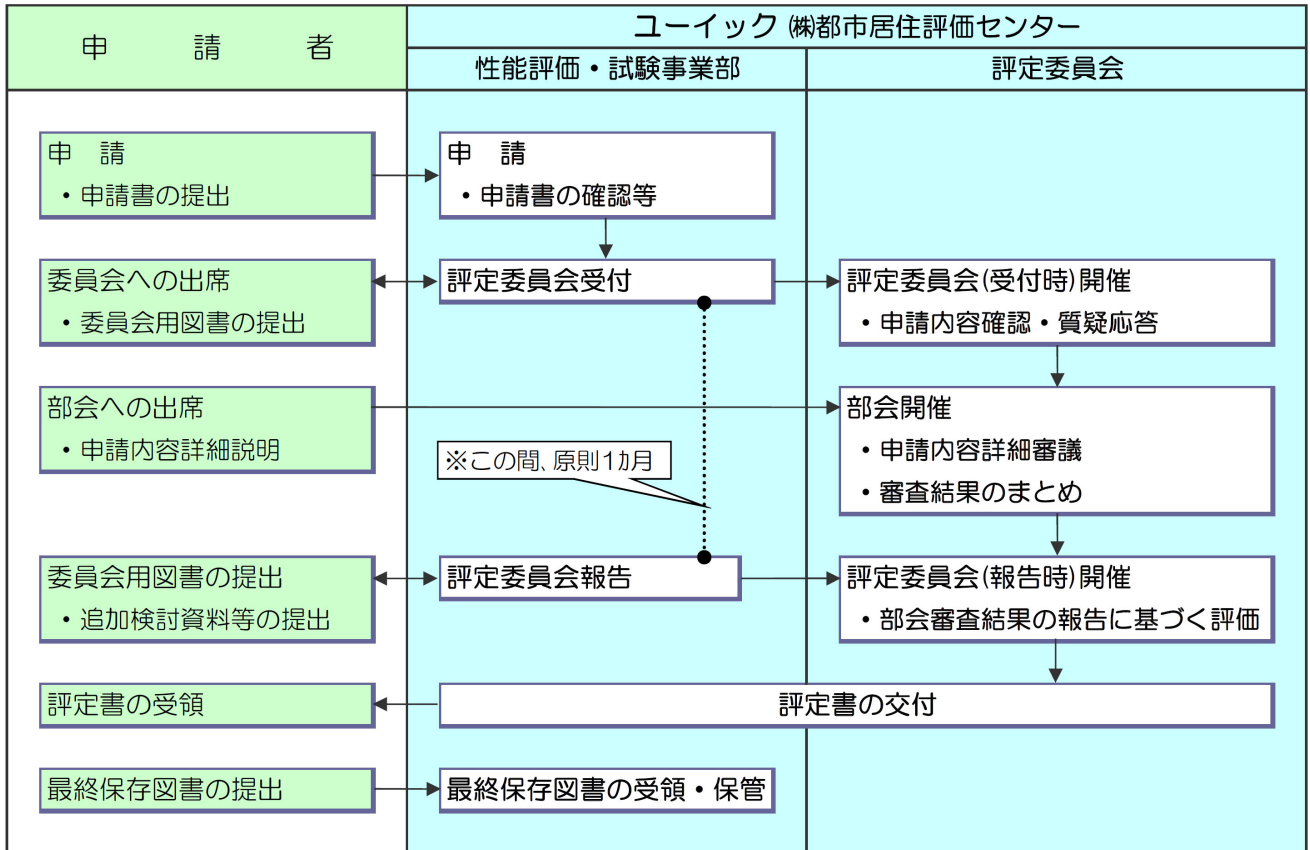 申請者
ユーイック ㈱都市居住評価センター
性能評価・試験事業部
評定委員会
申 請
・申請書の提出
申 請
・申請書の確認等
委員会への出席
・委員会用図書の提出
評定委員会受付
評定委員会(受付時)開催
・申請内容確認・質疑応答
部会への出席
・申請内容詳細説明
部会開催
・申請内容詳細審議
・審査結果のまとめ
※この間、原則1ｶ月
委員会用図書の提出
・追加検討資料等の提出
評定委員会報告
評定委員会(報告時)開催
・部会審査結果の報告に基づく評価
評定書の受領
評定書の交付
最終保存図書の提出
最終保存図書の受領・保管